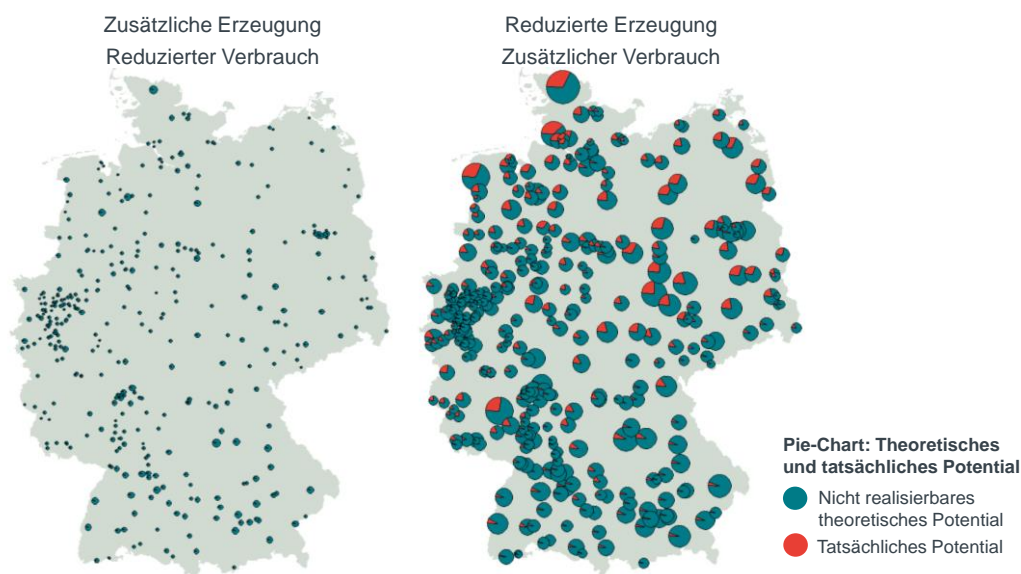 Zusätzliche Erzeugung
Reduzierter Verbrauch
Reduzierte Erzeugung
Zusätzlicher Verbrauch
Pie-Chart: Theoretisches
und tatsächliches Potential
Nicht realisierbares
theoretisches Potential
Tatsächliches Potential